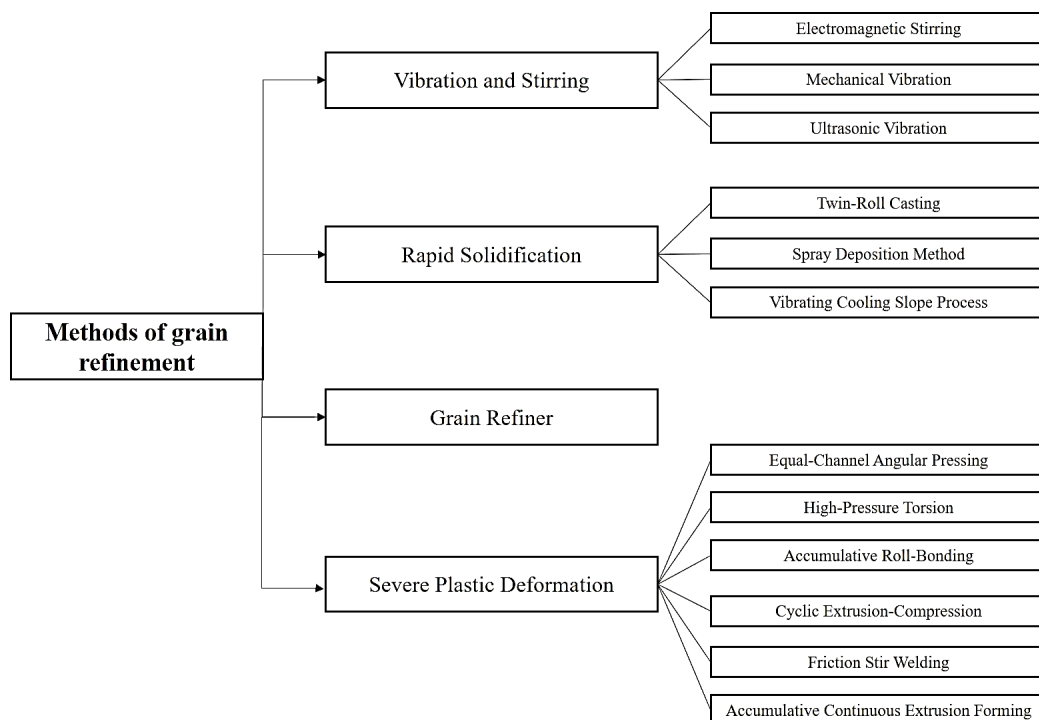 Methods of grain
refinement
Vibration and Stirring
Electromagnetic Stirring
Mechanical Vibration
Ultrasonic Vibration
Rapid Solidification
Twin-Roll Casting
Spray Deposition Method
Vibrating Cooling Slope Process
Grain Refiner
Severe Plastic Deformation
Equal-Channel Angular Pressing
High-Pressure Torsion
Accumulative Roll-Bonding
Cyclic Extrusion-Compression
Friction Stir Welding
Accumulative Continuous Extrusion Forming